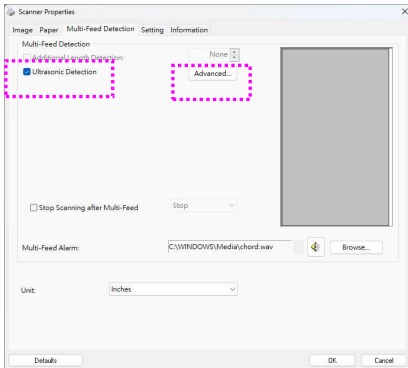 Scanner Properties
Image Paper Multi-Feed Detection Setting Information
Multi-Feed Detection
Additional Length Detection: None
Ultrasonic Detection Advanced...
Stop Scanning after Multi-Feed Stop
Multi-Feed Alarm: C:\WINDOWS\Media\chord.wav Browse...
Unit: Inches
Defaults OK Cancel